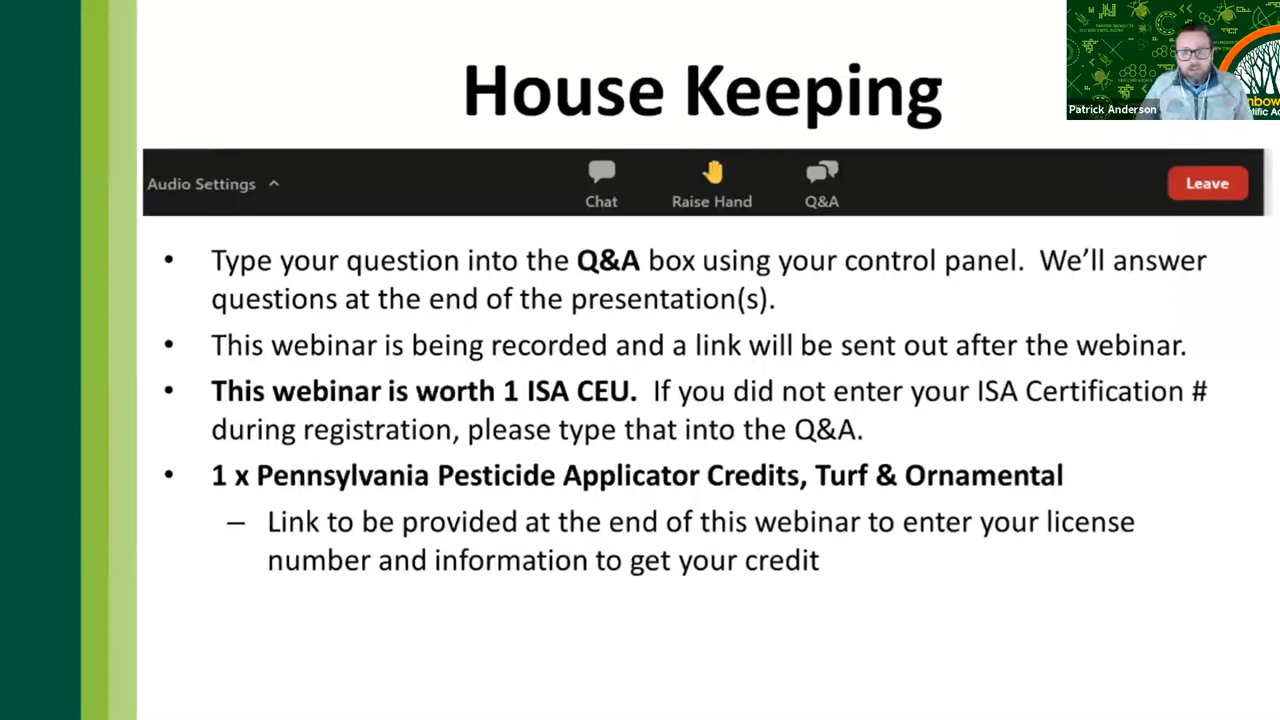 House Keeping
Patrick Anderson
Audio Settings
Chat
Raise Hand
Q&A
Leave
• Type your question into the Q&A box using your control panel.  We’ll answer
questions at the end of the presentation(s).
• This webinar is being recorded and a link will be sent out after the webinar.
• This webinar is worth 1 ISA CEU.  If you did not enter your ISA Certification #
during registration, please type that into the Q&A.
• 1 x Pennsylvania Pesticide Applicator Credits, Turf & Ornamental
– Link to be provided at the end of this webinar to enter your license
number and information to get your credit